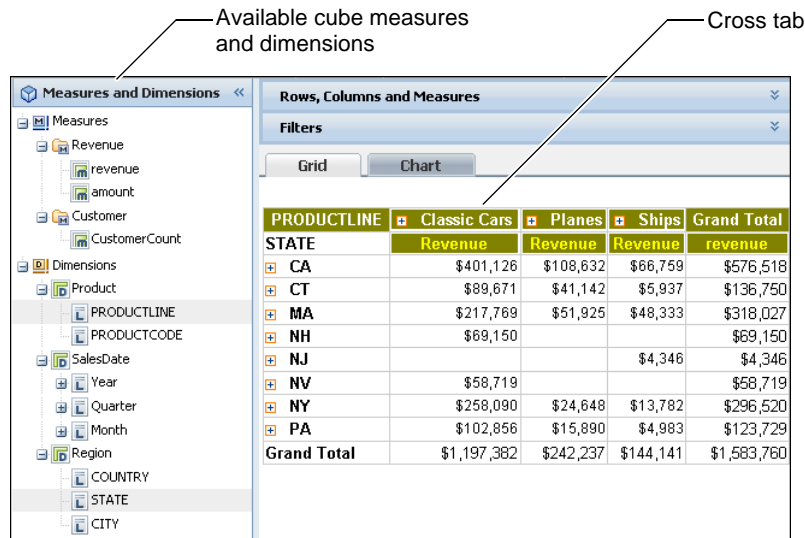 Available cube measures
and dimensions
Cross tab
Measures and Dimensions «
Measures
Revenue
revenue
amount
Customer
CustomerCount
Dimensions
Product
PRODUCTLINE
PRODUCTCODE
SalesDate
Year
Quarter
Month
Region
COUNTRY
STATE
CITY
Rows, Columns and Measures
Filters
Grid Chart
PRODUCTLINE Classic Cars Planes Ships Grand Total
STATE Revenue Revenue Revenue revenue
CA $401,126 $108,632 $66,759 $576,518
CT $89,671 $41,142 $5,937 $136,750
MA $217,769 $51,925 $48,333 $318,027
NH $69,150 $69,150
NJ $4,346 $4,346
NV $58,719 $58,719
NY $258,090 $24,648 $13,782 $296,520
PA $102,856 $15,890 $4,983 $123,729
Grand Total $1,197,382 $242,237 $144,141 $1,583,760